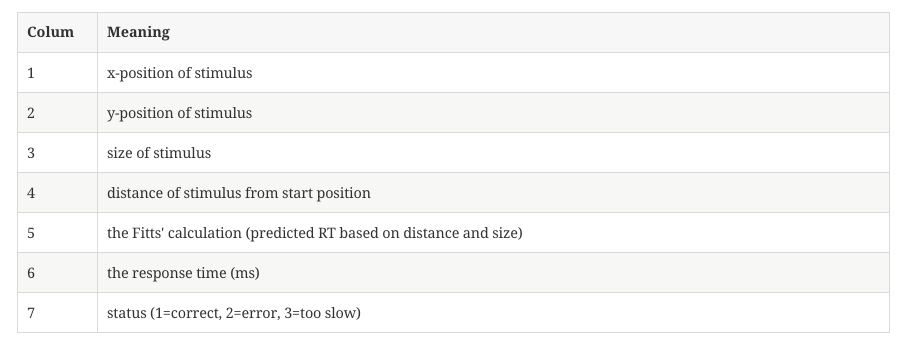 Colum Meaning
1 x-position of stimulus
2 y-position of stimulus
3 size of stimulus
4 distance of stimulus from start position
5 the Fitts' calculation (predicted RT based on distance and size)
6 the response time (ms)
7 status (1=correct, 2=error, 3=too slow)